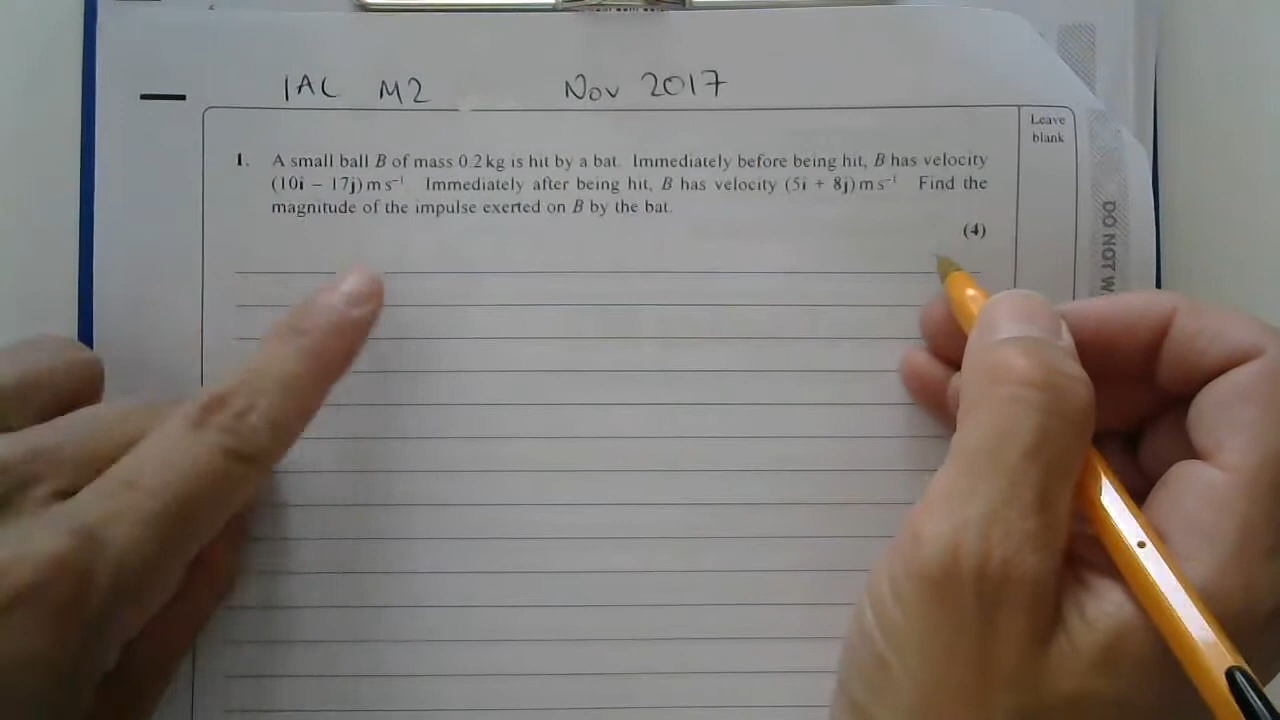 IAL M2 Nov 2017
Leave
blank
1. A small ball B of mass 0.2 kg is hit by a bat. Immediately before being hit, B has velocity
(10i – 17j) m s⁻¹ Immediately after being hit, B has velocity (5i + 8j) m s⁻¹ Find the
magnitude of the impulse exerted on B by the bat.
(4)
DO NOT W